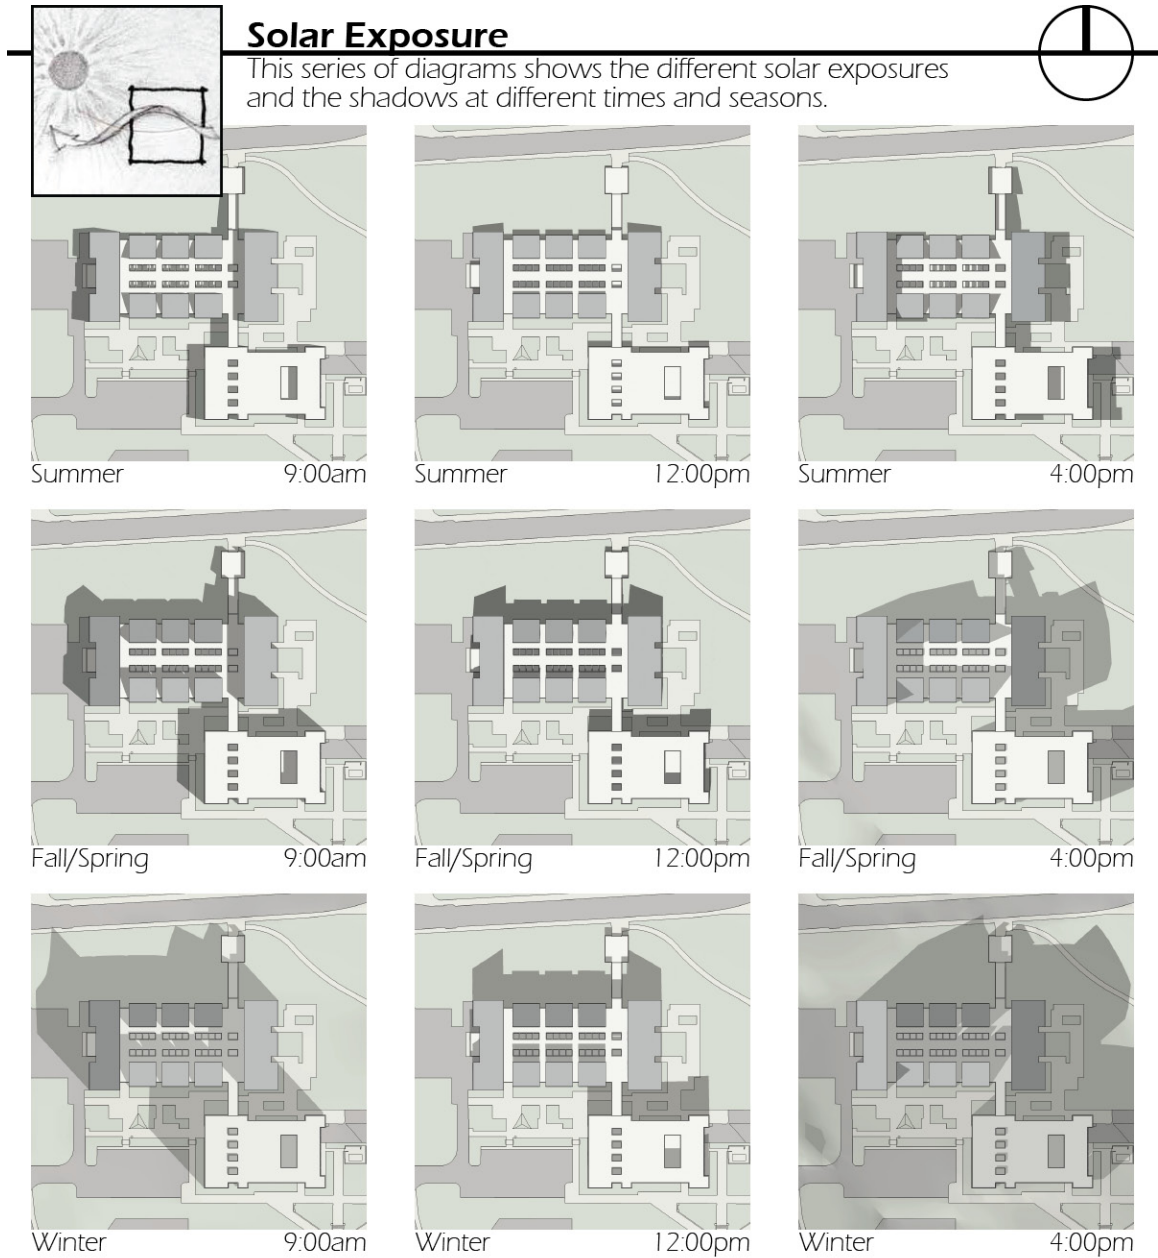 Solar Exposure
This series of diagrams shows the different solar exposures
and the shadows at different times and seasons.
Summer 9:00am
Summer 12:00pm
Summer 4:00pm
Fall/Spring 9:00am
Fall/Spring 12:00pm
Fall/Spring 4:00pm
Winter 9:00am
Winter 12:00pm
Winter 4:00pm